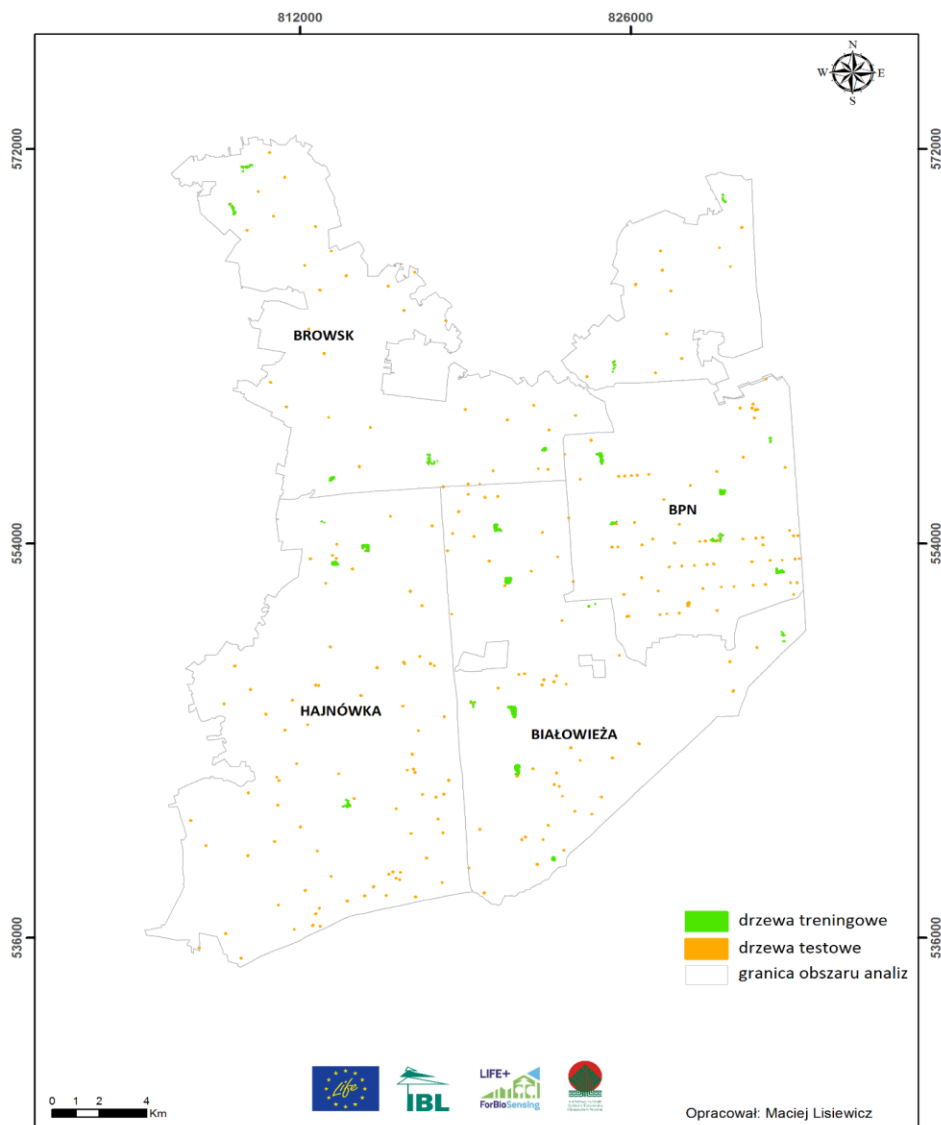 812000
826000
N
W
E
S
572000
572000
BROWSK
BPN
554000
554000
HAJNÓWKA
BIAŁOWIEŻA
drzewa treningowe
drzewa testowe
granica obszaru analiz
536000
536000
Life
IBL
LIFE+
ForBioSensing
0 1 2 4
Km
Opracował: Maciej Lisiewicz